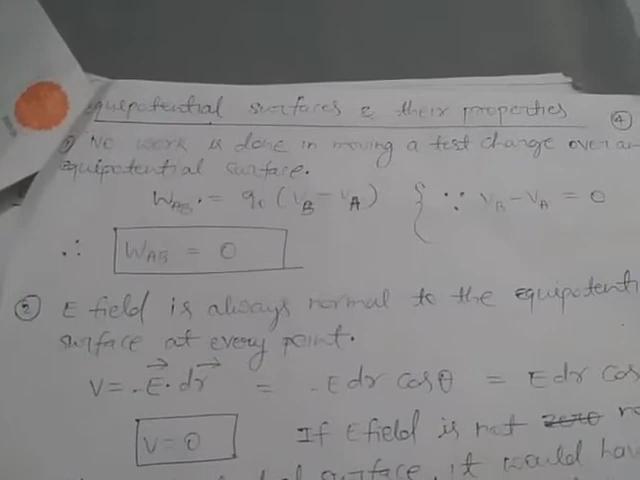 equipotential surfaces & their properties
④
① No work is done in moving a test charge over an
equipotential surface.
W_AB = q₀ (V_B − V_A) { ∵ V_B − V_A = 0
∴ W_AB = 0
② E field is always normal to the equipotenti
surface at every point.
V = -E⃗ . dr⃗ = -E dr cosθ = E dr cos
V = 0 If E field is not zero no
surface, it would hav